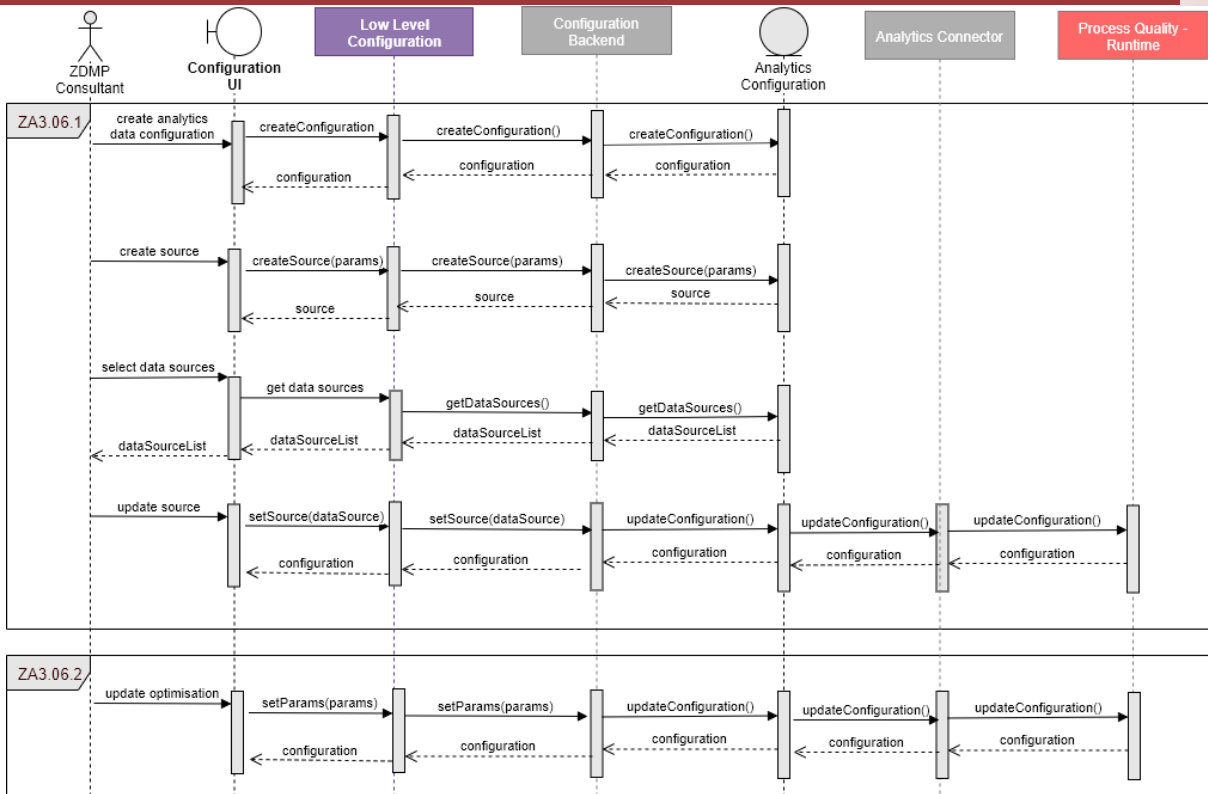 ZDMP
Consultant
Configuration
UI
Low Level
Configuration
Configuration
Backend
Analytics
Configuration
Analytics Connector
Process Quality -
Runtime
ZA3.06.1
create analytics
data configuration
createConfiguration
createConfiguration()
createConfiguration()
configuration
configuration
configuration
create source
createSource(params)
createSource(params)
createSource(params)
source
source
source
select data sources
get data sources
getDataSources()
getDataSources()
dataSourceList
dataSourceList
dataSourceList
dataSourceList
update source
setSource(dataSource)
setSource(dataSource)
updateConfiguration()
updateConfiguration()
updateConfiguration()
configuration
configuration
configuration
configuration
configuration
ZA3.06.2
update optimisation
setParams(params)
setParams(params)
updateConfiguration()
updateConfiguration()
updateConfiguration()
configuration
configuration
configuration
configuration
configuration